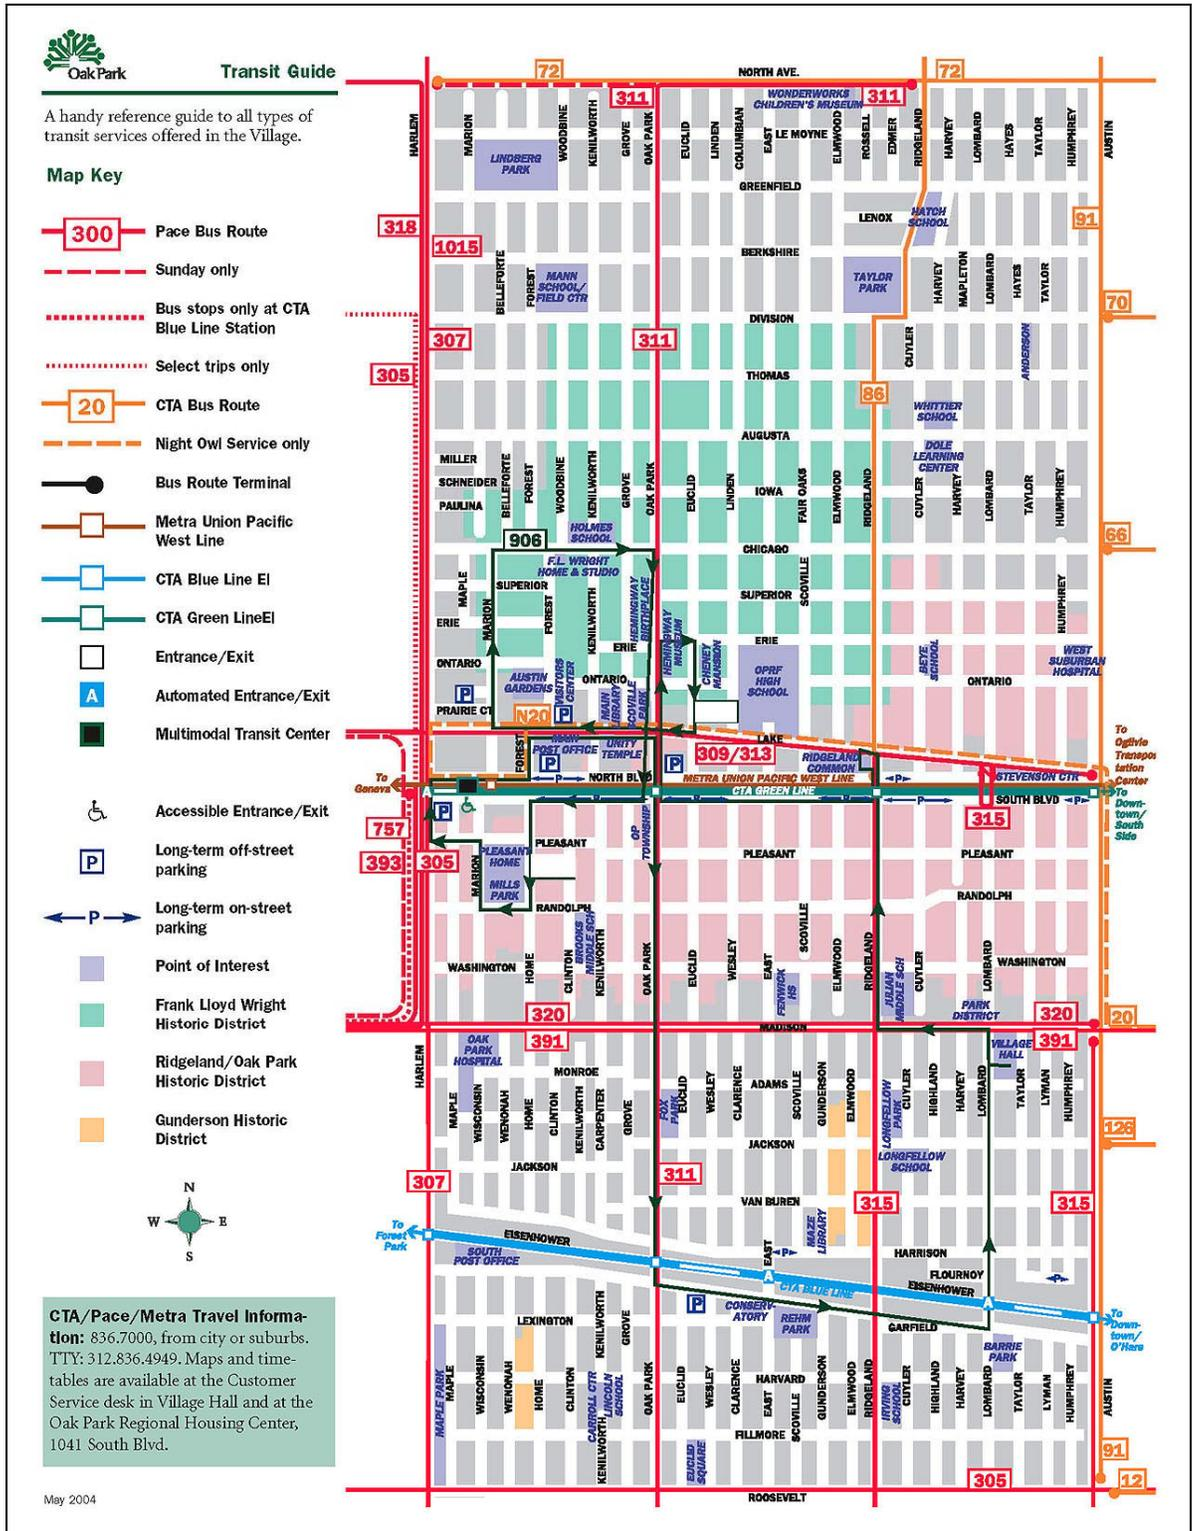 Oak Park
Transit Guide
A handy reference guide to all types of
transit services offered in the Village.
Map Key
300 Pace Bus Route
Sunday only
Bus stops only at CTA
Blue Line Station
Select trips only
20 CTA Bus Route
Night Owl Service only
Bus Route Terminal
Metra Union Pacific
West Line
CTA Blue Line El
CTA Green LineEl
Entrance/Exit
A Automated Entrance/Exit
Multimodal Transit Center
Accessible Entrance/Exit
P Long-term off-street
parking
P Long-term on-street
parking
Point of Interest
Frank Lloyd Wright
Historic District
Ridgeland/Oak Park
Historic District
Gunderson Historic
District
N
W E
S
CTA/Pace/Metra Travel Informa-
tion: 836.7000, from city or suburbs.
TTY: 312.836.4949. Maps and time-
tables are available at the Customer
Service desk in Village Hall and at the
Oak Park Regional Housing Center,
1041 South Blvd.
May 2004
72
NORTH AVE.
72
311
WONDERWORKS
CHILDREN'S MUSEUM
311
HARLEM
MARION
WOODBINE
KENILWORTH
GROVE
OAK PARK
EUCLID
LINDEN
COLUMBIAN
EAST
LE MOYNE
ELMWOOD
ROSSELL
EDMER
RIDGELAND
HARVEY
LOMBARD
HAYES
TAYLOR
HUMPHREY
AUSTIN
LINDBERG
PARK
GREENFIELD
LENOX
HATCH
SCHOOL
91
318
1015
BERKSHIRE
BELLEFORTE
FOREST
MANN
SCHOOL/
FIELD CTR
TAYLOR
PARK
HARVEY
MAPLETON
LOMBARD
HAYES
TAYLOR
70
DIVISION
307
311
CUYLER
ANDERSON
305
THOMAS
86
WHITTIER
SCHOOL
AUGUSTA
DOLE
LEARNING
CENTER
MILLER
SCHNEIDER
PAULINA
BELLEFORTE
FOREST
WOODBINE
KENILWORTH
GROVE
OAK PARK
EUCLID
LINDEN
IOWA
FAIR OAKS
ELMWOOD
RIDGELAND
CUYLER
HARVEY
LOMBARD
TAYLOR
HUMPHREY
HOLMES
SCHOOL
906
CHICAGO
66
F.L. WRIGHT
HOME & STUDIO
MAPLE
SUPERIOR
SUPERIOR
SCOVILLE
HUMPHREY
MARION
FOREST
KENILWORTH
HEMINGWAY
BIRTHPLACE
HEMINGWAY
MUSEUM
ERIE
ERIE
ERIE
CHENEY
MANSION
OPRF
HIGH
SCHOOL
BEYE
SCHOOL
WEST
SUBURBAN
HOSPITAL
ONTARIO
AUSTIN
GARDENS
VISITORS
CENTER
ONTARIO
MAIN
LIBRARY
SCOVILLE
PARK
ONTARIO
P
PRAIRIE CT
N20
P
FOREST
MAIN
POST OFFICE
UNITY
TEMPLE
LAKE
309/313
RIDGELAND
COMMON
To
Ogilvie
Transpor-
tation
Center
P
P
To
Geneva
P
NORTH BLVD
METRA UNION PACIFIC WEST LINE
P
STEVENSON CTR
A
CTA GREEN LINE
P
P
P
P
SOUTH BLVD
P
To
Down-
town/
South
Side
P
757
315
OP
TOWNSHIP
PLEASANT
PLEASANT
PLEASANT
393
305
MARION
PLEASANT
HOME
MILLS
PARK
RANDOLPH
RANDOLPH
BROOKS
MIDDLE SCH
WASHINGTON
HOME
CLINTON
KENILWORTH
OAK PARK
EUCLID
WESLEY
EAST
SCOVILLE
ELMWOOD
RIDGELAND
CUYLER
LOMBARD
WASHINGTON
FENWICK
HS
JULIAN
MIDDLE SCH
PARK
DISTRICT
320
320
20
MADISON
391
391
HARLEM
OAK
PARK
HOSPITAL
VILLAGE
HALL
MONROE
ADAMS
MAPLE
WISCONSIN
WENONAH
HOME
CLINTON
KENILWORTH
CARPENTER
GROVE
FOX
PARK
EUCLID
WESLEY
CLARENCE
SCOVILLE
GUNDERSON
ELMWOOD
LONGFELLOW
PARK
CUYLER
HIGHLAND
HARVEY
LOMBARD
TAYLOR
LYMAN
HUMPHREY
126
JACKSON
JACKSON
LONGFELLOW
SCHOOL
307
311
VAN BUREN
315
315
MAZE
LIBRARY
To
Forest
Park
EISENHOWER
SOUTH
POST OFFICE
EAST
P
HARRISON
FLOURNOY
EISENHOWER
P
A
CTA BLUE LINE
A
To
Down-
town/
O'Hare
P
CONSERV-
ATORY
REHM
PARK
GARFIELD
LEXINGTON
KENILWORTH
GROVE
BARRIE
PARK
MAPLE PARK
MAPLE
WISCONSIN
WENONAH
HOME
CLINTON
CARROLL CTR
LINCOLN
SCHOOL
KENILWORTH
OAK PARK
EUCLID
WESLEY
CLARENCE
HARVARD
EAST
SCOVILLE
GUNDERSON
ELMWOOD
RIDGELAND
IRVING
SCHOOL
CUYLER
HIGHLAND
HARVEY
LOMBARD
TAYLOR
LYMAN
HUMPHREY
AUSTIN
FILLMORE
EUCLID
SQUARE
91
305
12
ROOSEVELT